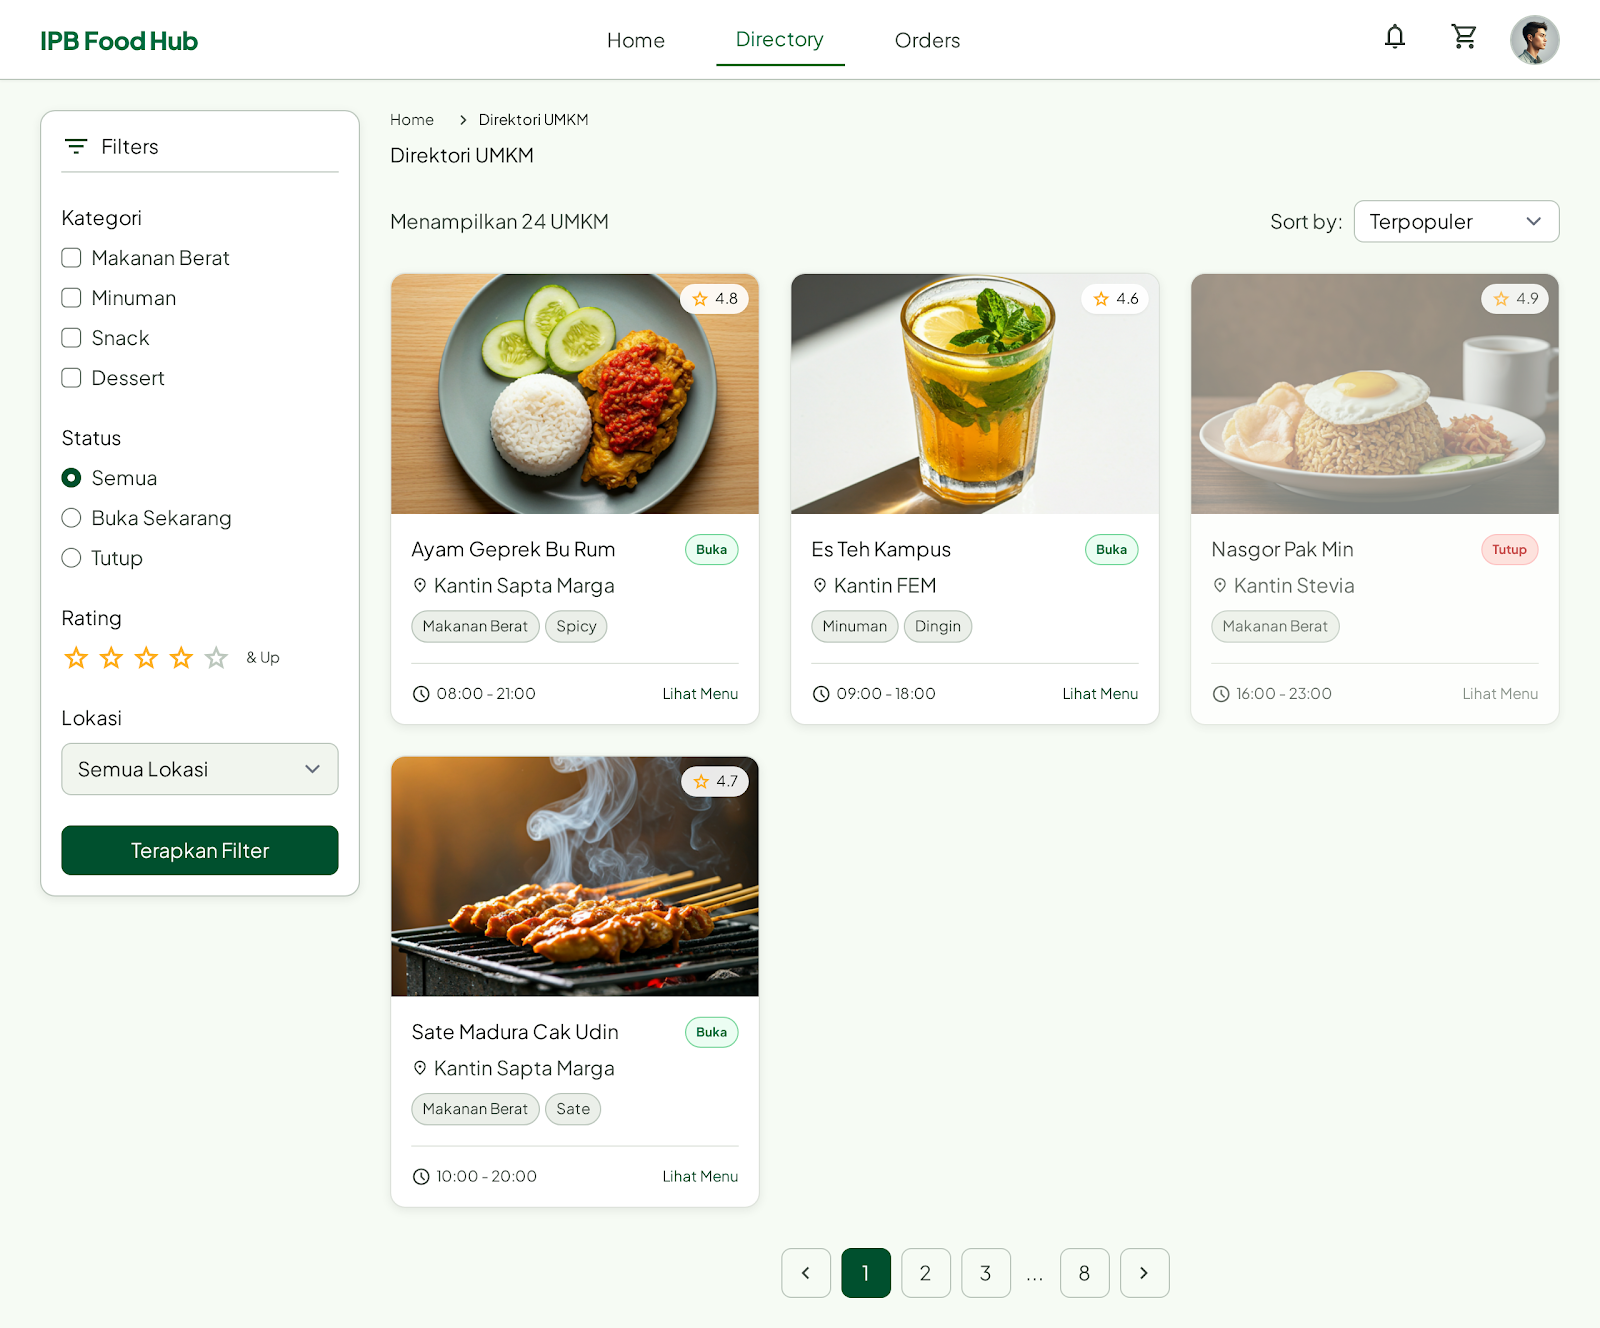 IPB Food Hub
Home
Directory
Orders
Filters
Kategori
Makanan Berat
Minuman
Snack
Dessert
Status
Semua
Buka Sekarang
Tutup
Rating
& Up
Lokasi
Semua Lokasi
Terapkan Filter
Home
Direktori UMKM
Direktori UMKM
Menampilkan 24 UMKM
Sort by:
Terpopuler
4.8
Ayam Geprek Bu Rum
Buka
Kantin Sapta Marga
Makanan Berat
Spicy
08:00 - 21:00
Lihat Menu
4.6
Es Teh Kampus
Buka
Kantin FEM
Minuman
Dingin
09:00 - 18:00
Lihat Menu
4.9
Nasgor Pak Min
Tutup
Kantin Stevia
Makanan Berat
16:00 - 23:00
Lihat Menu
4.7
Sate Madura Cak Udin
Buka
Kantin Sapta Marga
Makanan Berat
Sate
10:00 - 20:00
Lihat Menu
1
2
3
...
8